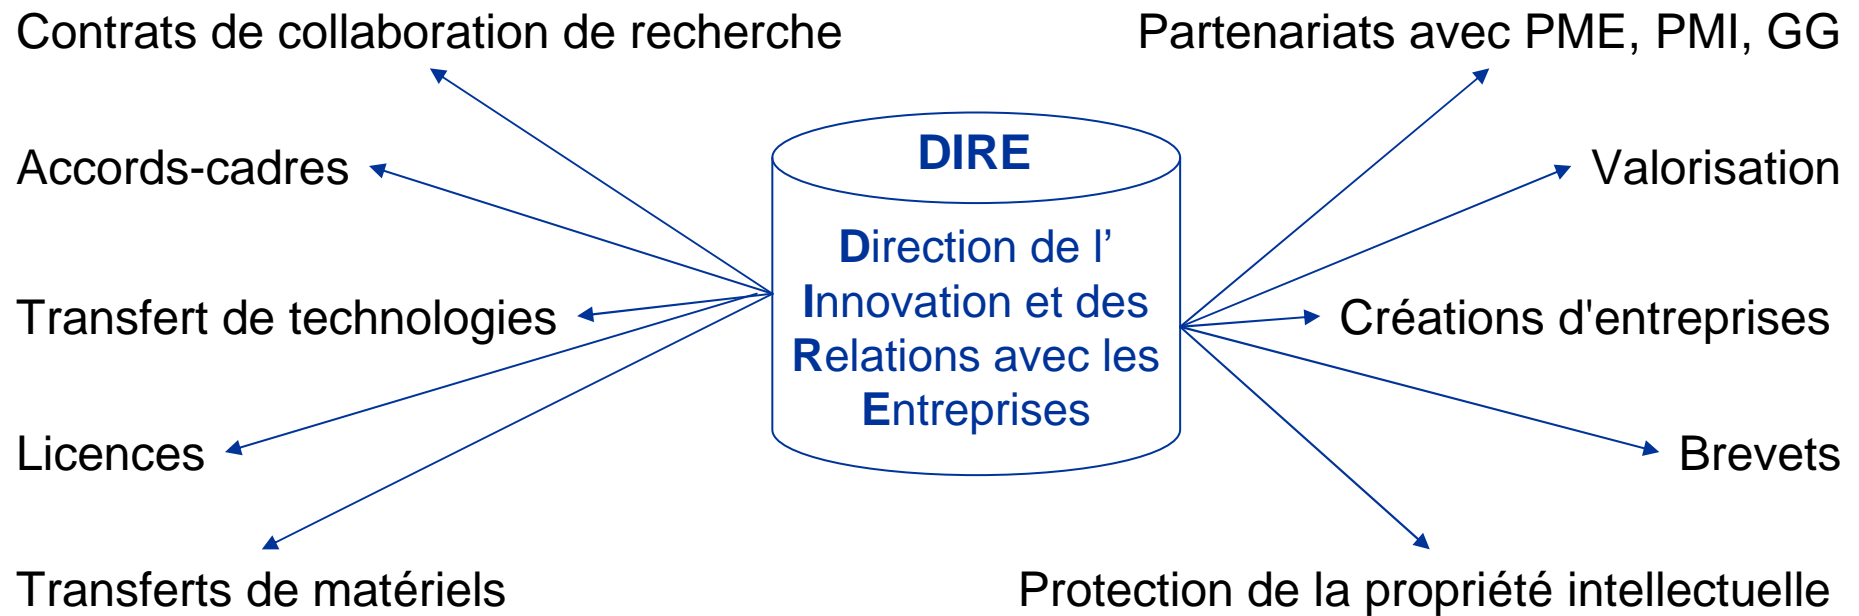 Contrats de collaboration de recherche
Partenariats avec PME, PMI, GG
Accords-cadres
DIRE
Valorisation
Direction de l’
Innovation et des
Relations avec les
Entreprises
Transfert de technologies
Créations d'entreprises
Licences
Brevets
Transferts de matériels
Protection de la propriété intellectuelle